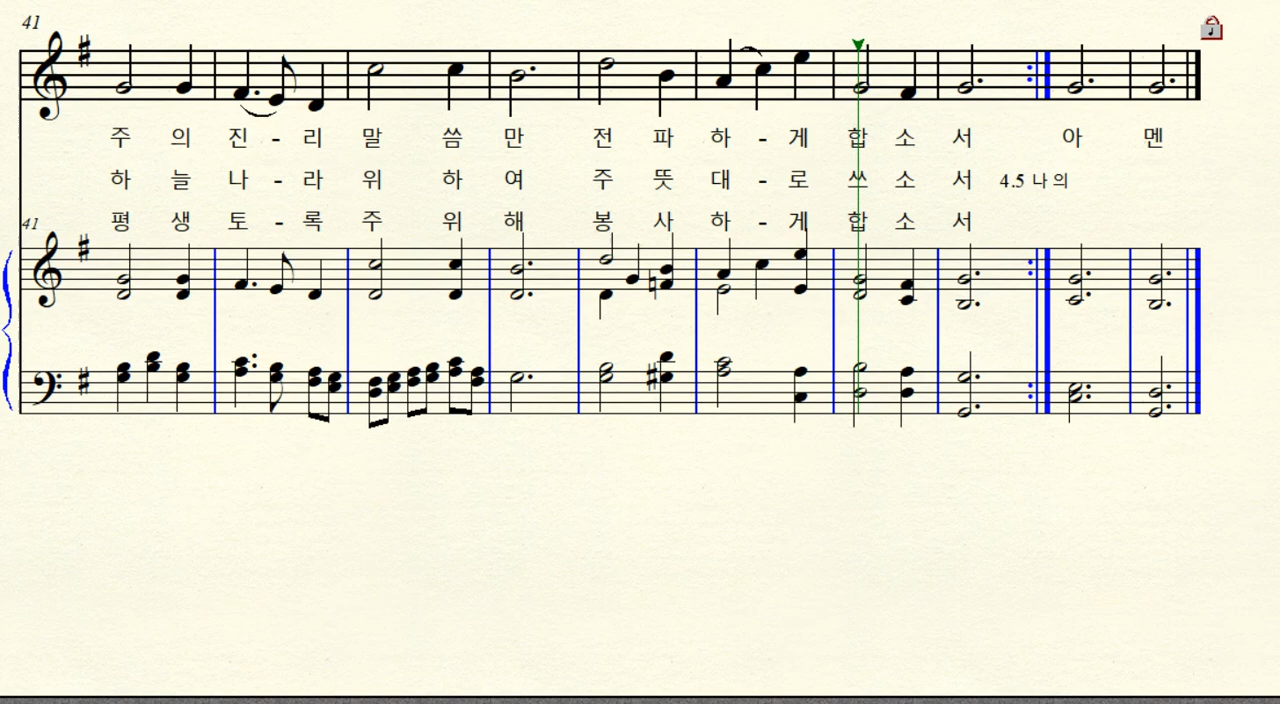 41
주 의 진 - 리 말 씀 만 전 파 하 - 게 합 소 서 아 멘
하 늘 나 - 라 위 하 여 주 뜻 대 - 로 쓰 소 서 4.5 나 의
평 생 토 - 록 주 위 해 봉 사 하 - 게 합 소 서
41